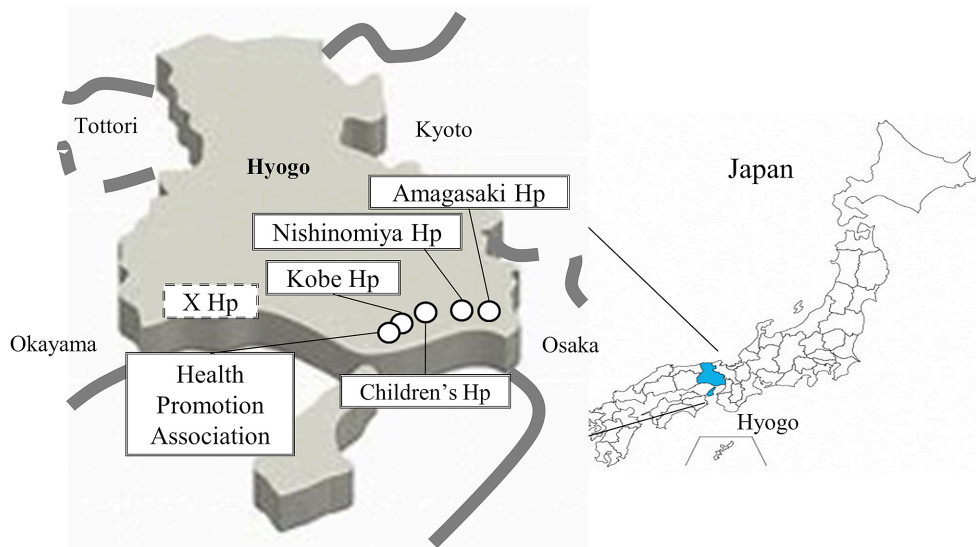 Tottori
Kyoto
Hyogo
Japan
Amagasaki Hp
Nishinomiya Hp
Kobe Hp
X Hp
Okayama
Osaka
Health
Promotion
Association
Children’s Hp
Hyogo